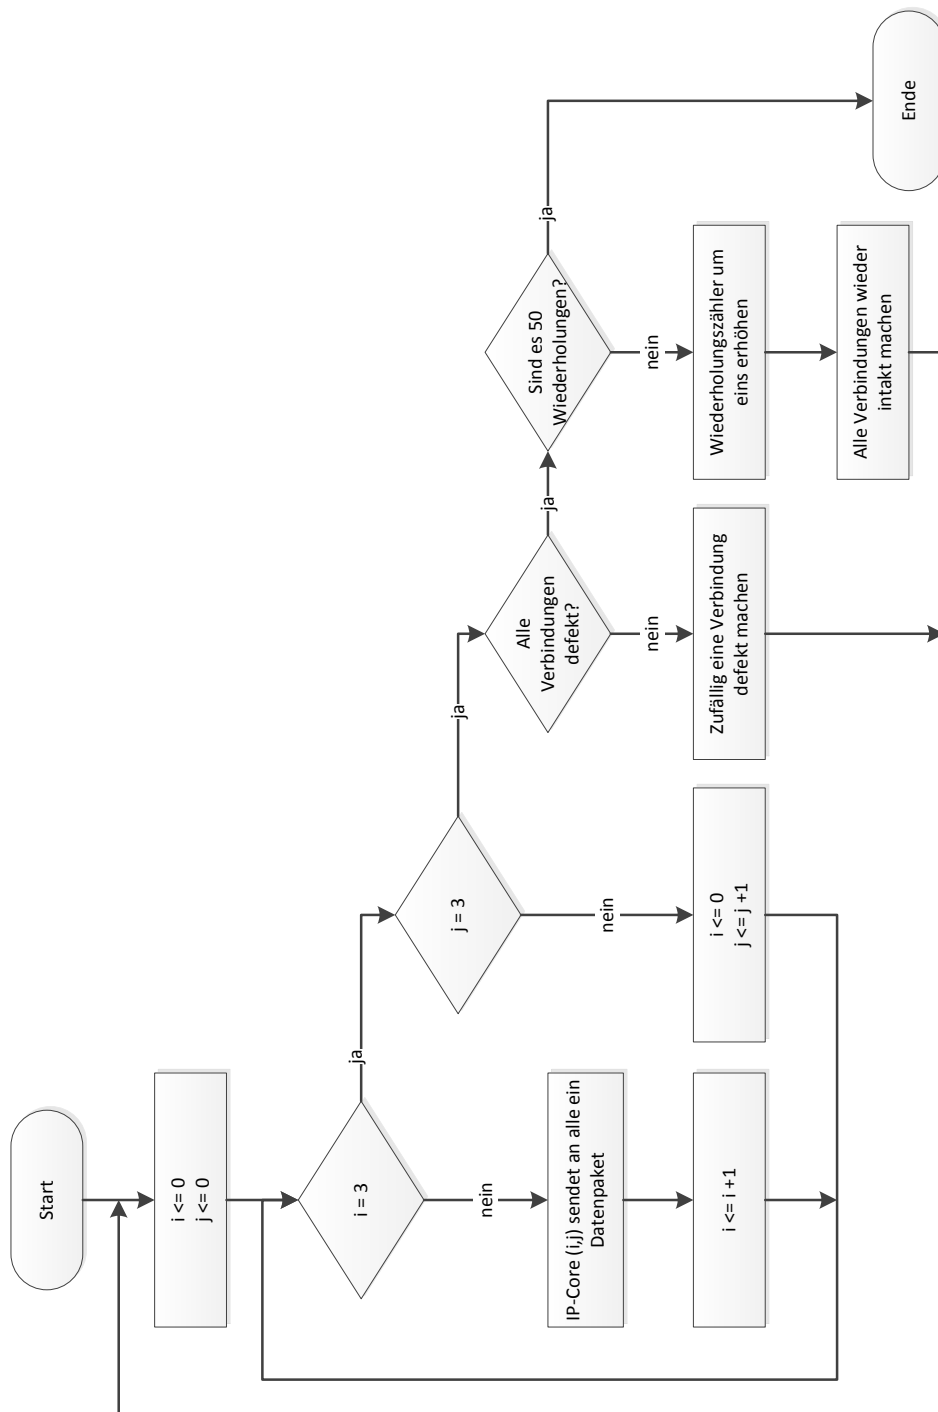 Start
i <= 0
j <= 0
i = 3
ja
nein
IP-Core (i,j) sendet an alle ein
Datenpaket
i <= i +1
j = 3
ja
nein
i <= 0
j <= j +1
Alle
Verbindungen
defekt?
ja
nein
Zufällig eine Verbindung
defekt machen
Sind es 50
Wiederholungen?
ja
nein
Wiederholungszähler um
eins erhöhen
Alle Verbindungen wieder
intakt machen
Ende